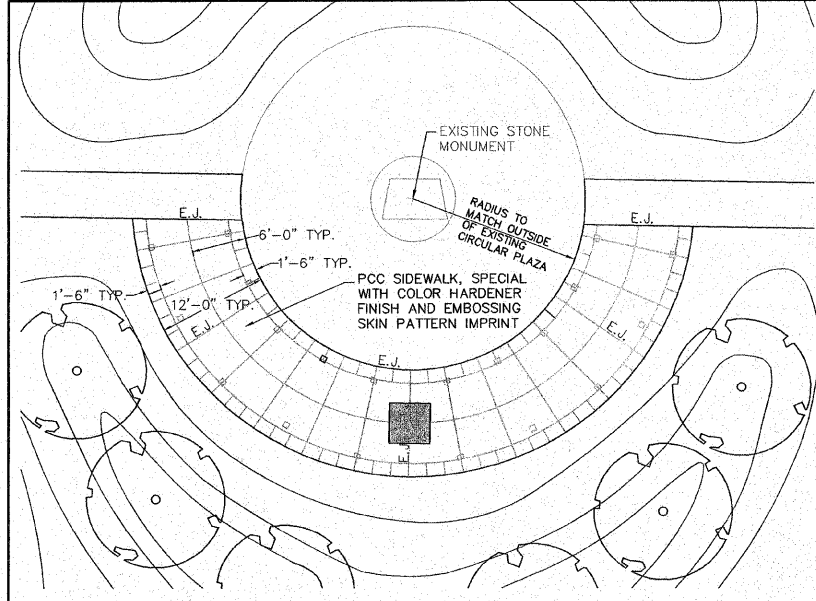 EXISTING STONE
MONUMENT
RADIUS TO
MATCH OUTSIDE
OF EXISTING
CIRCULAR PLAZA
E.J.
E.J.
6'-0" TYP.
1'-6" TYP.
1'-6" TYP.
12'-0" TYP.
PCC SIDEWALK, SPECIAL
WITH COLOR HARDENER
FINISH AND EMBOSSING
SKIN PATTERN IMPRINT
E.J.
E.J.
E.J.
E.J.